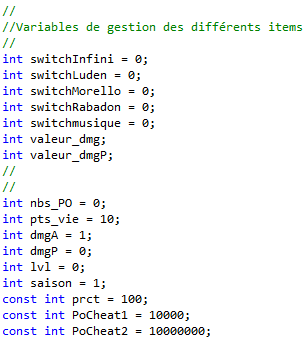 //
//Variables de gestion des différents items
//
int switchInfini = 0;
int switchLuden = 0;
int switchMorello = 0;
int switchRabadon = 0;
int switchmusique = 0;
int valeur_dmg;
int valeur_dmgP;
//
//
int nbs_PO = 0;
int pts_vie = 10;
int dmgA = 1;
int dmgP = 0;
int lvl = 0;
int saison = 1;
const int prct = 100;
const int PoCheat1 = 10000;
const int PoCheat2 = 10000000;